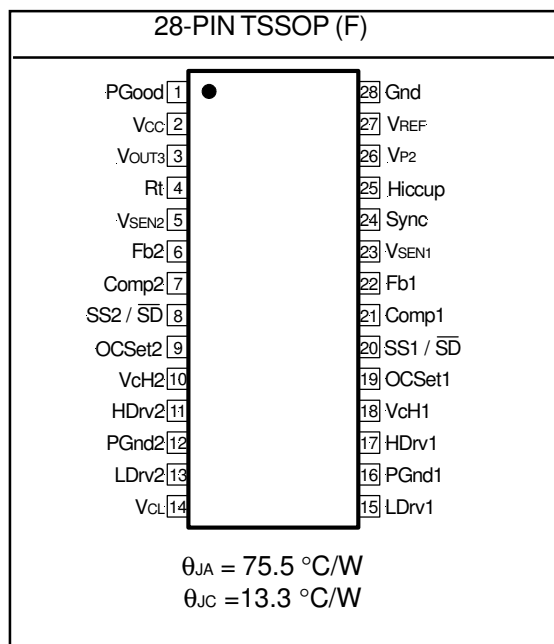 28-PIN TSSOP (F)
PGood 1 28 Gnd
VCC 2 27 VREF
VOUT3 3 26 VP2
Rt 4 25 Hiccup
VSEN2 5 24 Sync
Fb2 6 23 VSEN1
Comp2 7 22 Fb1
SS2 / S̅D̅ 8 21 Comp1
OCSet2 9 20 SS1 / S̅D̅
VcH2 10 19 OCSet1
HDrv2 11 18 VcH1
PGnd2 12 17 HDrv1
LDrv2 13 16 PGnd1
VCL 14 15 LDrv1
θJA = 75.5 °C/W
θJC =13.3 °C/W